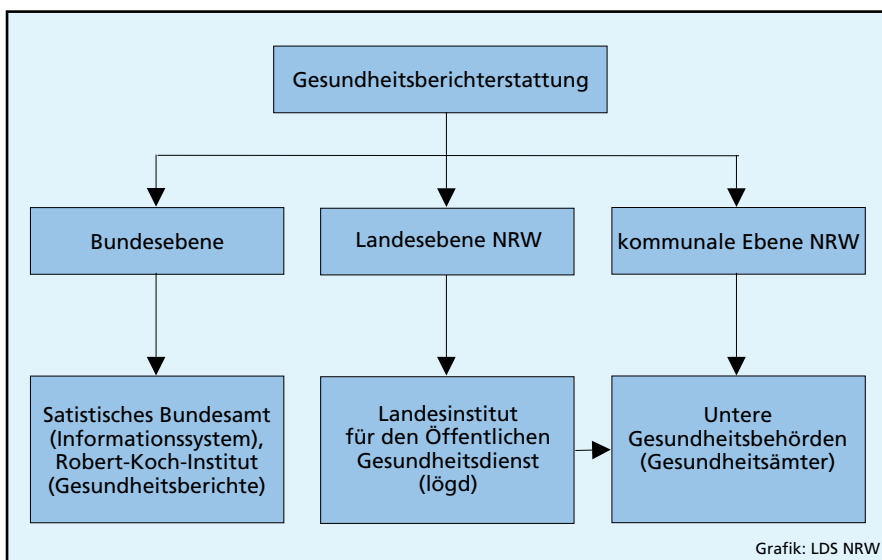 Gesundheitsberichterstattung
Bundesebene
Landesebene NRW
kommunale Ebene NRW
Satistisches Bundesamt
(Informationssystem),
Robert-Koch-Institut
(Gesundheitsberichte)
Landesinstitut
für den Öffentlichen
Gesundheitsdienst
(lögd)
Untere
Gesundheitsbehörden
(Gesundheitsämter)
Grafik: LDS NRW